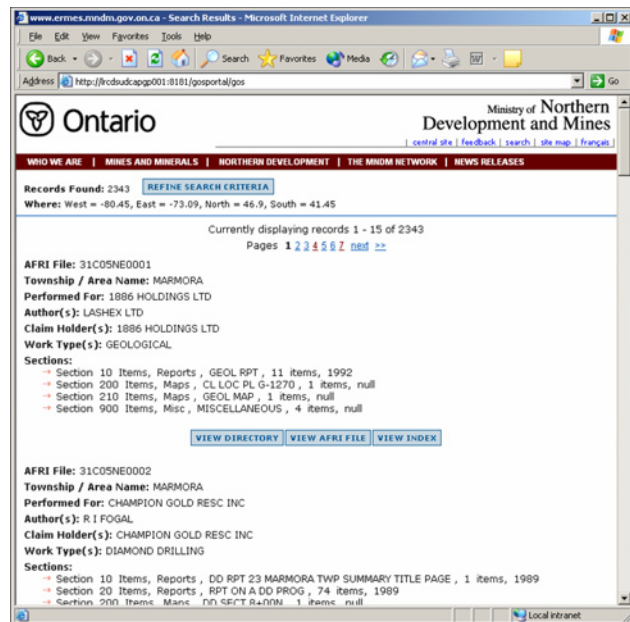 www.ermes.mndm.gov.on.ca - Search Results - Microsoft Internet Explorer
File Edit View Favorites Tools Help
Back Search Favorites Media
Address http://lrcdsudcapgp001:8181/gosportal/gos Go
Ontario
Ministry of Northern
Development and Mines
| central site | feedback | search | site map | français |
WHO WE ARE | MINES AND MINERALS | NORTHERN DEVELOPMENT | THE MNDM NETWORK | NEWS RELEASES
Records Found: 2343 REFINE SEARCH CRITERIA
Where: West = -80.45, East = -73.09, North = 46.9, South = 41.45
Currently displaying records 1 - 15 of 2343
Pages 1 2 3 4 5 6 7 next >>
AFRI File: 31C05NE0001
Township / Area Name: MARMORA
Performed For: 1886 HOLDINGS LTD
Author(s): LASHEX LTD
Claim Holder(s): 1886 HOLDINGS LTD
Work Type(s): GEOLOGICAL
Sections:
→ Section 10 Items, Reports , GEOL RPT , 11 items, 1992
→ Section 200 Items, Maps , CL LOC PL G-1270 , 1 items, null
→ Section 210 Items, Maps , GEOL MAP , 1 items, null
→ Section 900 Items, Misc , MISCELLANEOUS , 4 items, null
VIEW DIRECTORY VIEW AFRI FILE VIEW INDEX
AFRI File: 31C05NE0002
Township / Area Name: MARMORA
Performed For: CHAMPION GOLD RESC INC
Author(s): R I FOGAL
Claim Holder(s): CHAMPION GOLD RESC INC
Work Type(s): DIAMOND DRILLING
Sections:
→ Section 10 Items, Reports , DD RPT 23 MARMORA TWP SUMMARY TITLE PAGE , 1 items, 1989
→ Section 20 Items, Reports , RPT ON A DD PROG , 74 items, 1989
→ Section 200 Items, Maps , DD SECT 8+00N , 1 items, null
Local intranet